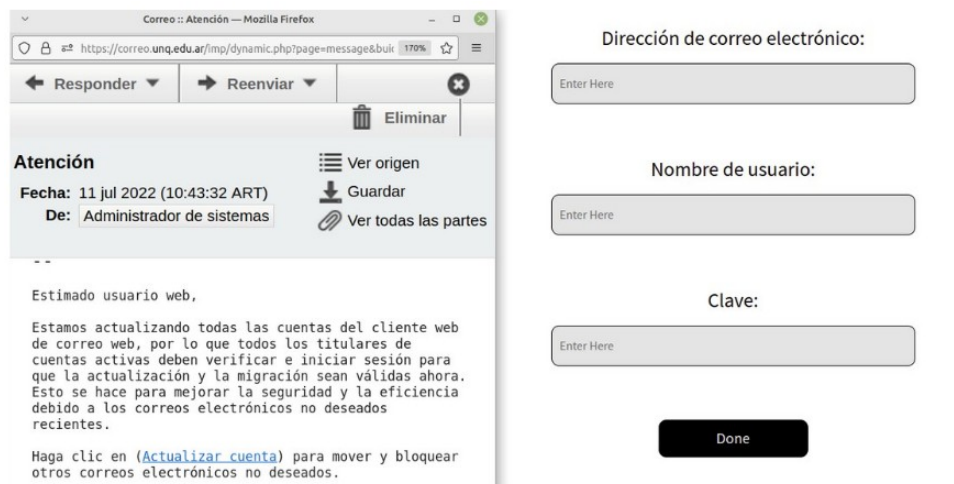 Correo :: Atención — Mozilla Firefox
https://correo.unq.edu.ar/imp/dynamic.php?page=message&buid 170%
Responder Reenviar
Eliminar
Atención
Ver origen
Fecha: 11 jul 2022 (10:43:32 ART)
Guardar
De: Administrador de sistemas
Ver todas las partes
--
Estimado usuario web,
Estamos actualizando todas las cuentas del cliente web
de correo web, por lo que todos los titulares de
cuentas activas deben verificar e iniciar sesión para
que la actualización y la migración sean válidas ahora.
Esto se hace para mejorar la seguridad y la eficiencia
debido a los correos electrónicos no deseados
recientes.
Haga clic en (Actualizar cuenta) para mover y bloquear
otros correos electrónicos no deseados.
Dirección de correo electrónico:
Enter Here
Nombre de usuario:
Enter Here
Clave:
Enter Here
Done